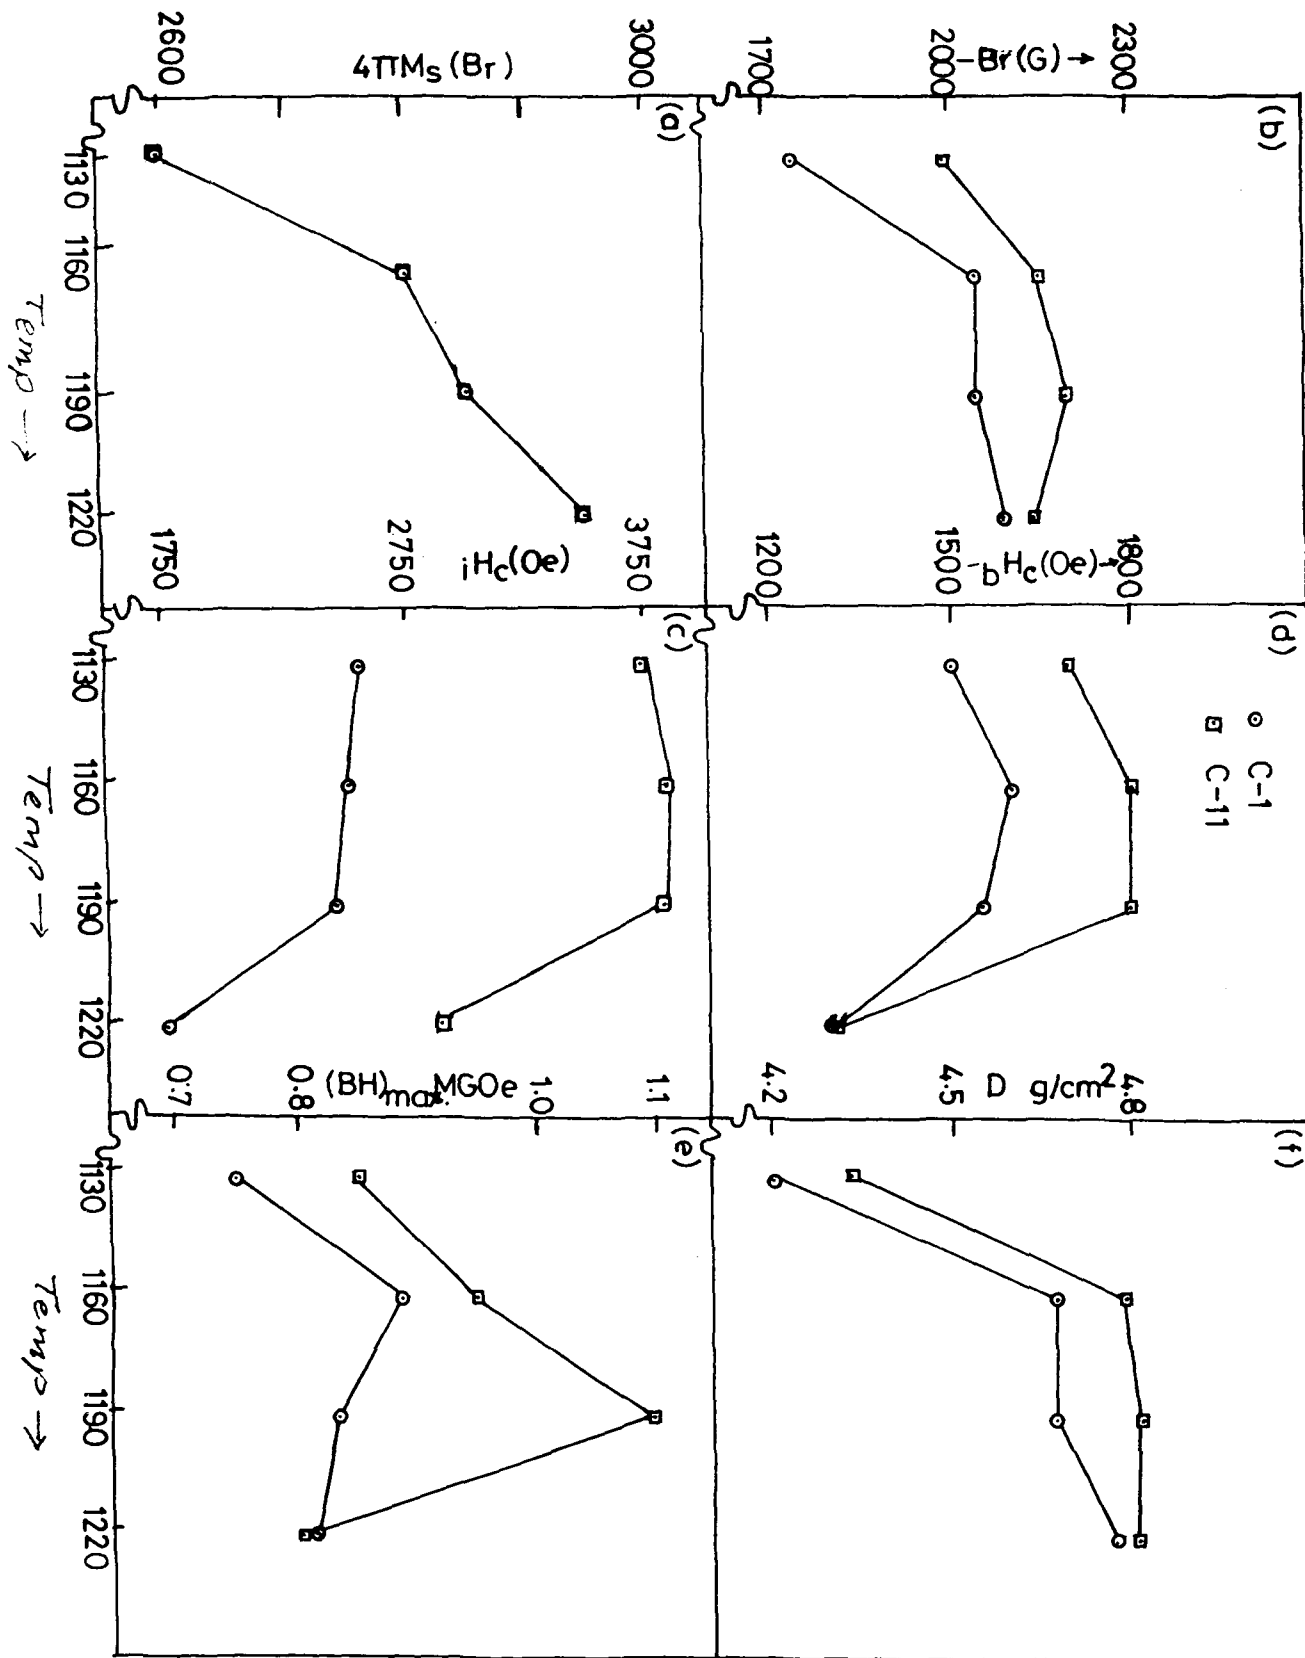 (b)
-Br(G) →
2300
2000
1700
(d)
○ C-1
□ C-11
-bHc(Oe)→
1800
1500
1200
(f)
D g/cm²
4.8
4.5
4.2
(a)
4πMs(Br)
3000
2600
1130 1160 1190 1220
Temp →
(c)
iHc(Oe)
3750
2750
1750
1130 1160 1190 1220
Temp →
(e)
(BH)max. MGOe
1.1
1.0
0.8
0.7
1130 1160 1190 1220
Temp →